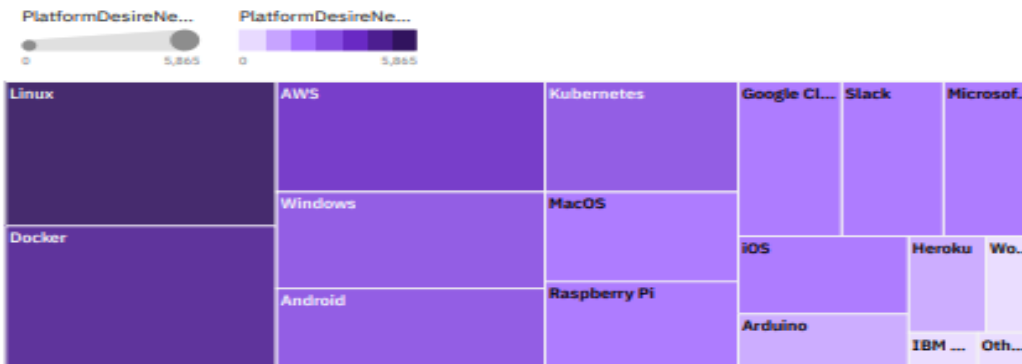 PlatformDesireNe... PlatformDesireNe...
0 5,865 0 5,865
Linux AWS Kubernetes Google Cl... Slack Microsof...
Windows MacOS
Docker iOS Heroku Wo...
Android Raspberry Pi
Arduino
IBM ... Oth...